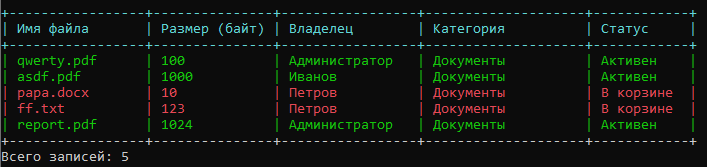 Имя файла | Размер (байт) | Владелец | Категория | Статус
qwerty.pdf | 100 | Администратор | Документы | Активен
asdf.pdf | 1000 | Иванов | Документы | Активен
papa.docx | 10 | Петров | Документы | В корзине
ff.txt | 123 | Петров | Документы | В корзине
report.pdf | 1024 | Администратор | Документы | Активен
Всего записей: 5